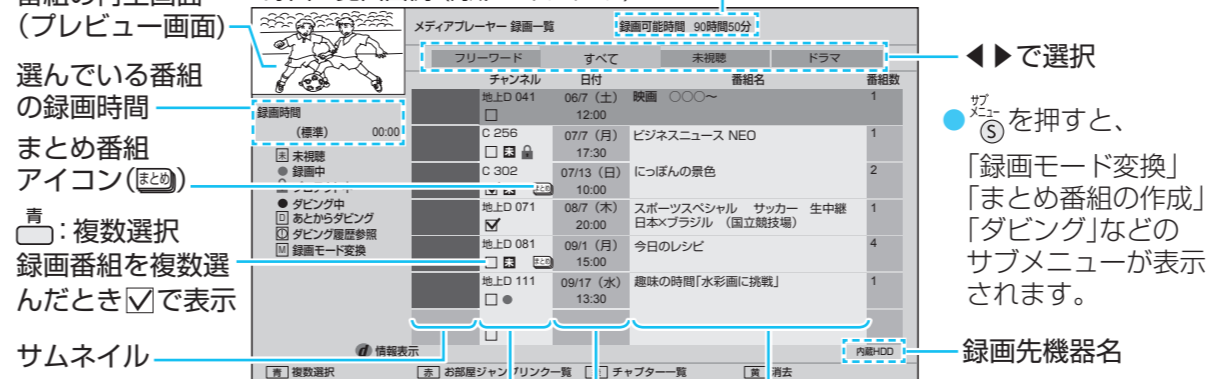 (プレビュー画面)
選んでいる番組
の録画時間
まとめ番組
アイコン(まとめ)
青:複数選択
録画番組を複数選
んだとき☑で表示
サムネイル
メディアプレーヤー 録画一覧
録画可能時間 90時間50分
フリーワード すべて 未視聴 ドラマ
チャンネル 日付 番組名 番組数
地上D 041 06/7(土) 映画 ○○○~ 1
12:00
C 256 07/7(月) ビジネスニュース NEO 1
未 17:30
C 302 07/13(日) にっぽんの景色 2
まとめ 10:00
地上D 071 08/7(木) スポーツスペシャル サッカー 生中継 1
20:00 日本×ブラジル (国立競技場)
地上D 081 09/1(月) 今日のレシピ 4
未 まとめ 15:00
地上D 111 09/17(水) 趣味の時間「水彩画に挑戦」 1
13:30
録画時間
(標準) 00:00
未 未視聴
● 録画中
● ダビング中
D あとからダビング
ダビング履歴参照
M 録画モード変換
d 情報表示
内蔵HDD
青 複数選択 赤 お部屋ジャンプリンク一覧 チャプター一覧 黄 消去
◀▶で選択
● サブメニュー Ⓢ を押すと、
「録画モード変換」
「まとめ番組の作成」
「ダビング」などの
サブメニューが表示
されます。
録画先機器名